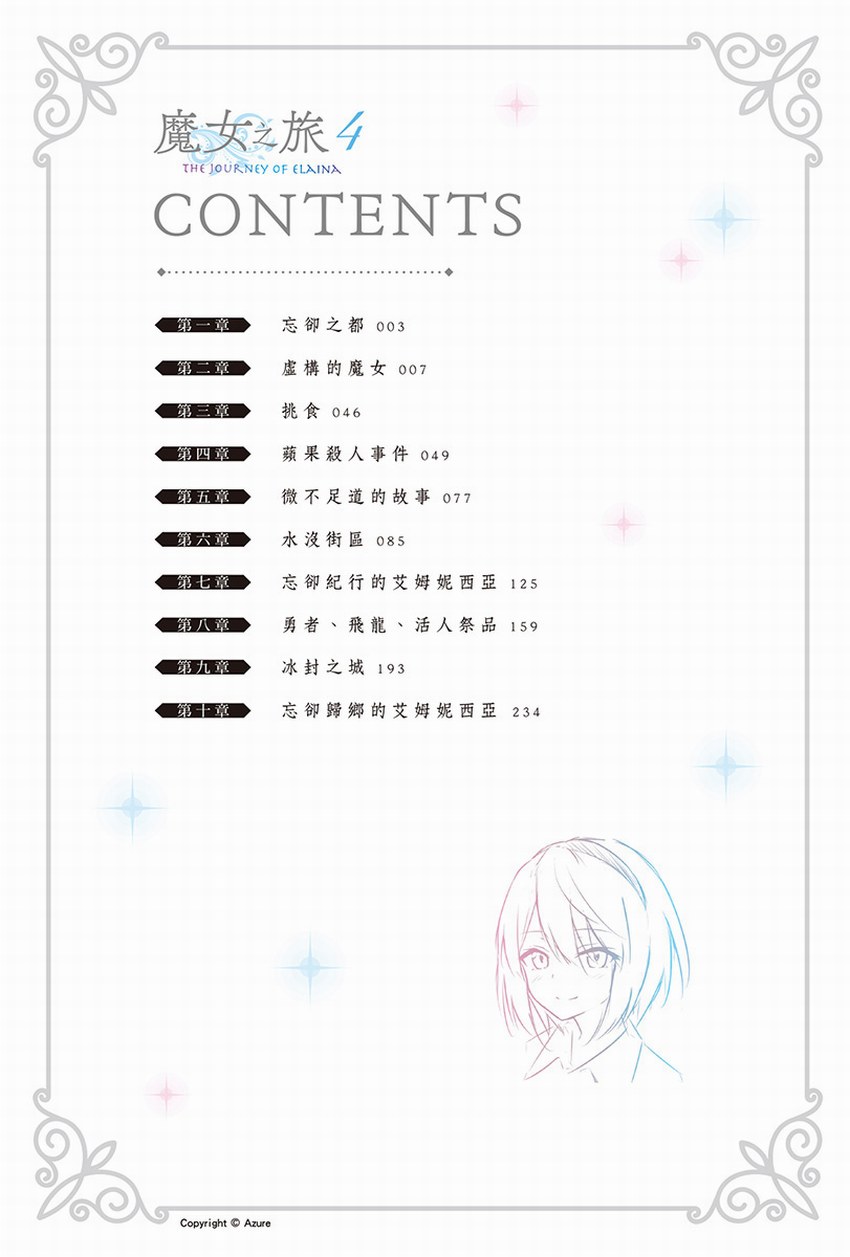 魔女之旅4
THE JOURNEY OF ELAINA
CONTENTS
第一章 忘卻之都 003
第二章 虛構的魔女 007
第三章 挑食 046
第四章 蘋果殺人事件 049
第五章 微不足道的故事 077
第六章 水沒街區 085
第七章 忘卻紀行的艾姆妮西亞 125
第八章 勇者、飛龍、活人祭品 159
第九章 冰封之城 193
第十章 忘卻歸鄉的艾姆妮西亞 234
Copyright © Azure